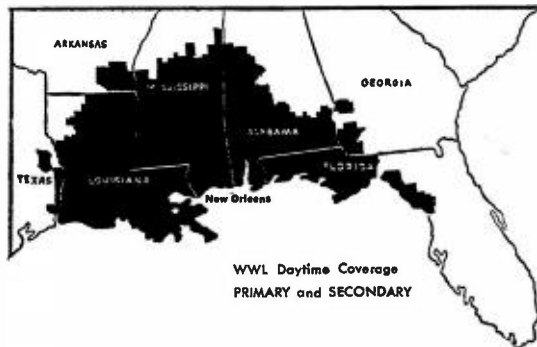 ARKANSAS
MISSISSIPPI
GEORGIA
ALABAMA
TEXAS
LOUISIANA
FLORIDA
New Orleans
WWL Daytime Coverage
PRIMARY and SECONDARY